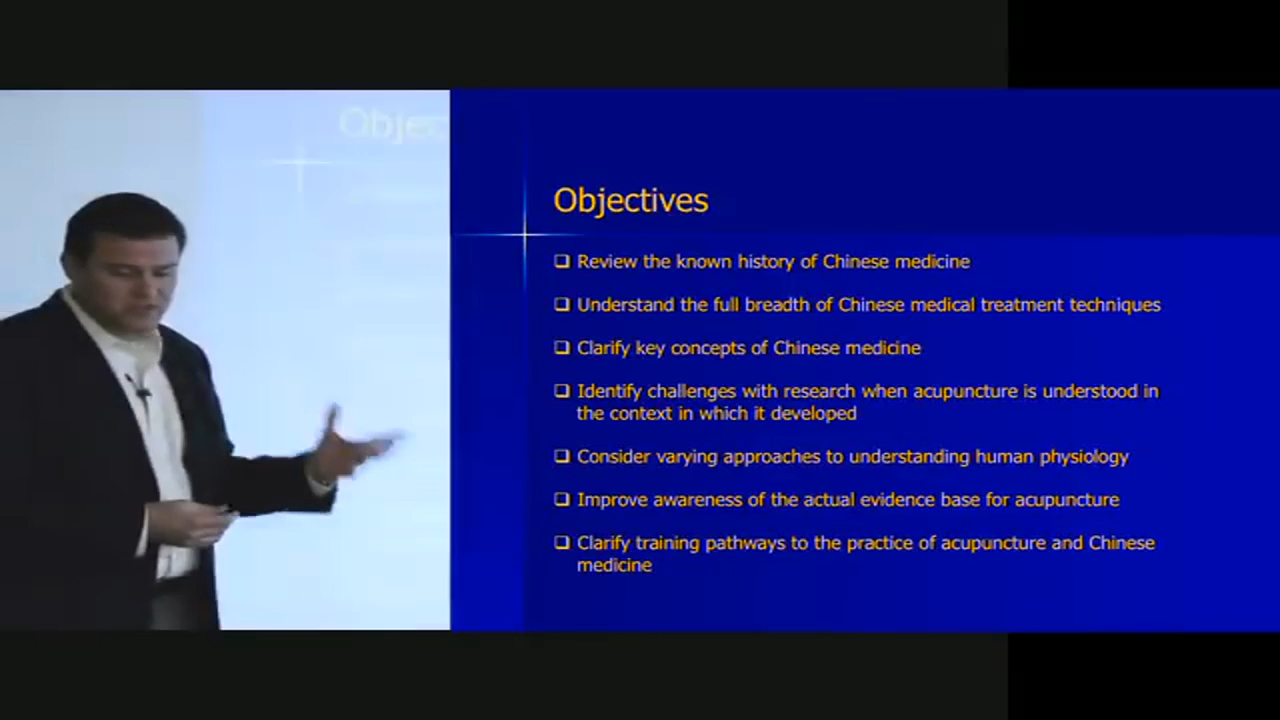 Objec
Objectives
❑ Review the known history of Chinese medicine
❑ Understand the full breadth of Chinese medical treatment techniques
❑ Clarify key concepts of Chinese medicine
❑ Identify challenges with research when acupuncture is understood in
the context in which it developed
❑ Consider varying approaches to understanding human physiology
❑ Improve awareness of the actual evidence base for acupuncture
❑ Clarify training pathways to the practice of acupuncture and Chinese
medicine